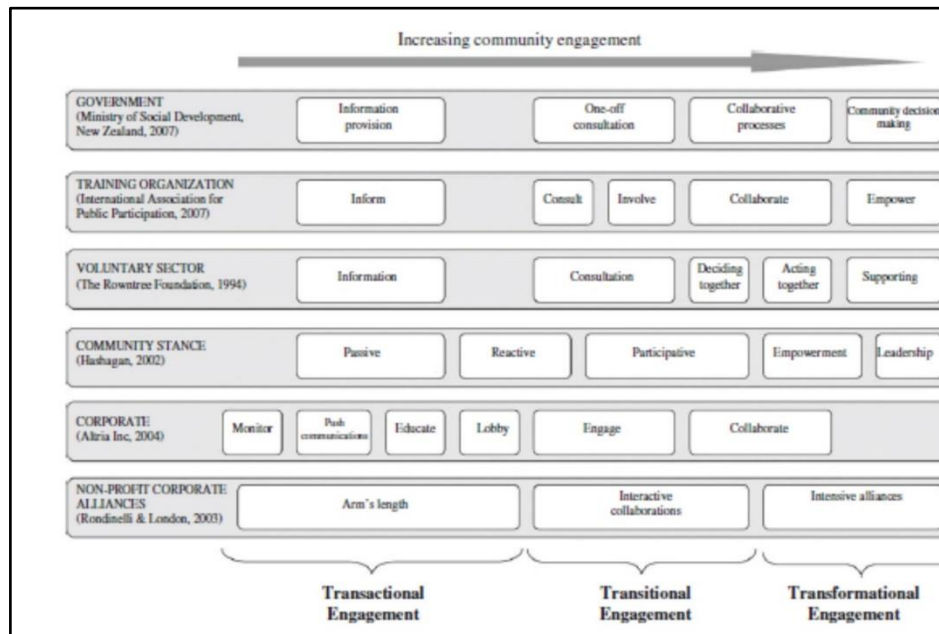 Increasing community engagement
GOVERNMENT
(Ministry of Social Development,
New Zealand, 2007)
Information
provision
One-off
consultation
Collaborative
processes
Community decision
making
TRAINING ORGANIZATION
(International Association for
Public Participation, 2007)
Inform
Consult
Involve
Collaborate
Empower
VOLUNTARY SECTOR
(The Rowntree Foundation, 1994)
Information
Consultation
Deciding
together
Acting
together
Supporting
COMMUNITY STANCE
(Hashagan, 2002)
Passive
Reactive
Participative
Empowerment
Leadership
CORPORATE
(Altria Inc, 2004)
Monitor
Push
communications
Educate
Lobby
Engage
Collaborate
NON-PROFIT CORPORATE
ALLIANCES
(Rondinelli & London, 2003)
Arm's length
Interactive
collaborations
Intensive alliances
Transactional
Engagement
Transitional
Engagement
Transformational
Engagement